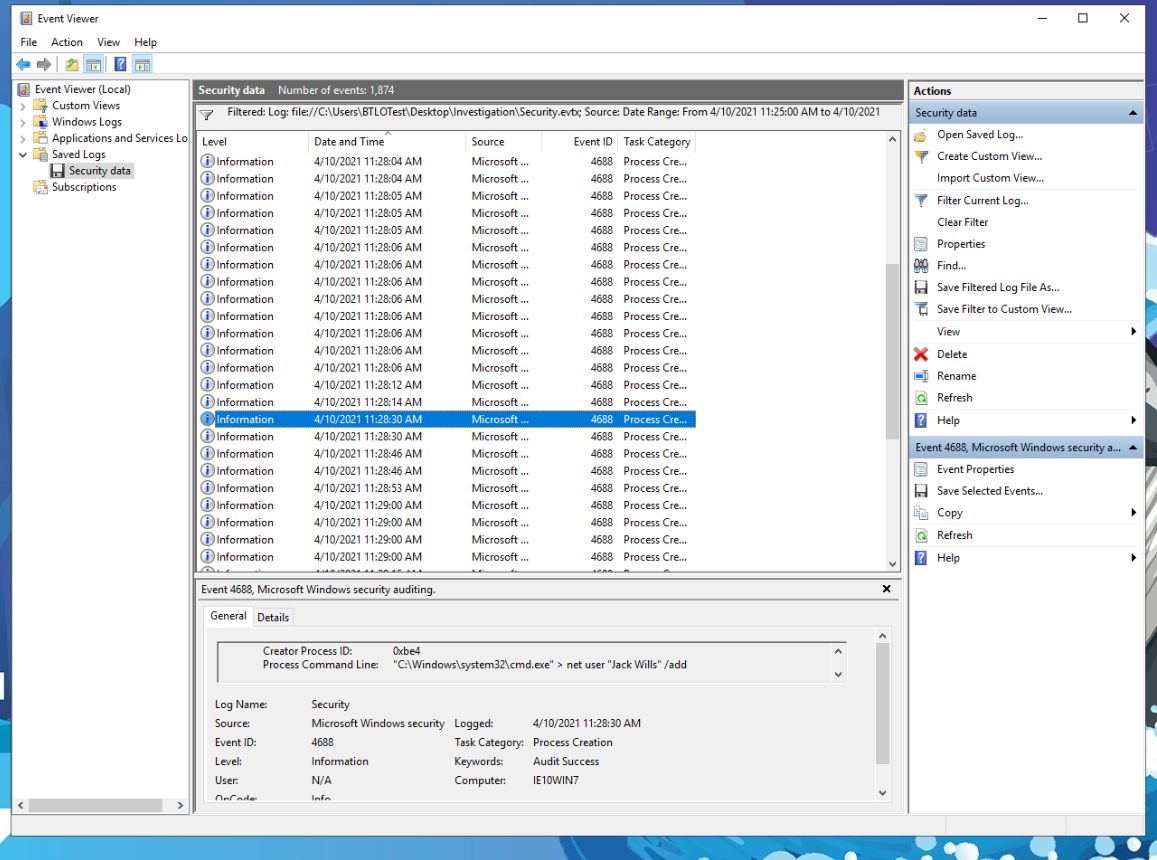 Event Viewer
File Action View Help
Event Viewer (Local)
Custom Views
Windows Logs
Applications and Services Lo
Saved Logs
Security data
Subscriptions
Security data Number of events: 1,874
Filtered: Log: file://C:\Users\BTLOTest\Desktop\Investigation\Security.evtx; Source: Date Range: From 4/10/2021 11:25:00 AM to 4/10/2021
Level Date and Time Source Event ID Task Category
Information 4/10/2021 11:28:04 AM Microsoft ... 4688 Process Cre...
Information 4/10/2021 11:28:04 AM Microsoft ... 4688 Process Cre...
Information 4/10/2021 11:28:05 AM Microsoft ... 4688 Process Cre...
Information 4/10/2021 11:28:05 AM Microsoft ... 4688 Process Cre...
Information 4/10/2021 11:28:05 AM Microsoft ... 4688 Process Cre...
Information 4/10/2021 11:28:06 AM Microsoft ... 4688 Process Cre...
Information 4/10/2021 11:28:06 AM Microsoft ... 4688 Process Cre...
Information 4/10/2021 11:28:06 AM Microsoft ... 4688 Process Cre...
Information 4/10/2021 11:28:06 AM Microsoft ... 4688 Process Cre...
Information 4/10/2021 11:28:06 AM Microsoft ... 4688 Process Cre...
Information 4/10/2021 11:28:06 AM Microsoft ... 4688 Process Cre...
Information 4/10/2021 11:28:06 AM Microsoft ... 4688 Process Cre...
Information 4/10/2021 11:28:06 AM Microsoft ... 4688 Process Cre...
Information 4/10/2021 11:28:12 AM Microsoft ... 4688 Process Cre...
Information 4/10/2021 11:28:14 AM Microsoft ... 4688 Process Cre...
Information 4/10/2021 11:28:30 AM Microsoft ... 4688 Process Cre...
Information 4/10/2021 11:28:30 AM Microsoft ... 4688 Process Cre...
Information 4/10/2021 11:28:46 AM Microsoft ... 4688 Process Cre...
Information 4/10/2021 11:28:46 AM Microsoft ... 4688 Process Cre...
Information 4/10/2021 11:28:53 AM Microsoft ... 4688 Process Cre...
Information 4/10/2021 11:29:00 AM Microsoft ... 4688 Process Cre...
Information 4/10/2021 11:29:00 AM Microsoft ... 4688 Process Cre...
Information 4/10/2021 11:29:00 AM Microsoft ... 4688 Process Cre...
Information 4/10/2021 11:29:00 AM Microsoft ... 4688 Process Cre...
Event 4688, Microsoft Windows security auditing.
General Details
Creator Process ID: 0xbe4
Process Command Line: "C:\Windows\system32\cmd.exe" > net user "Jack Wills" /add
Log Name: Security
Source: Microsoft Windows security Logged: 4/10/2021 11:28:30 AM
Event ID: 4688 Task Category: Process Creation
Level: Information Keywords: Audit Success
User: N/A Computer: IE10WIN7
OpCode: Info
Actions
Security data
Open Saved Log...
Create Custom View...
Import Custom View...
Filter Current Log...
Clear Filter
Properties
Find...
Save Filtered Log File As...
Save Filter to Custom View...
View
Delete
Rename
Refresh
Help
Event 4688, Microsoft Windows security a...
Event Properties
Save Selected Events...
Copy
Refresh
Help